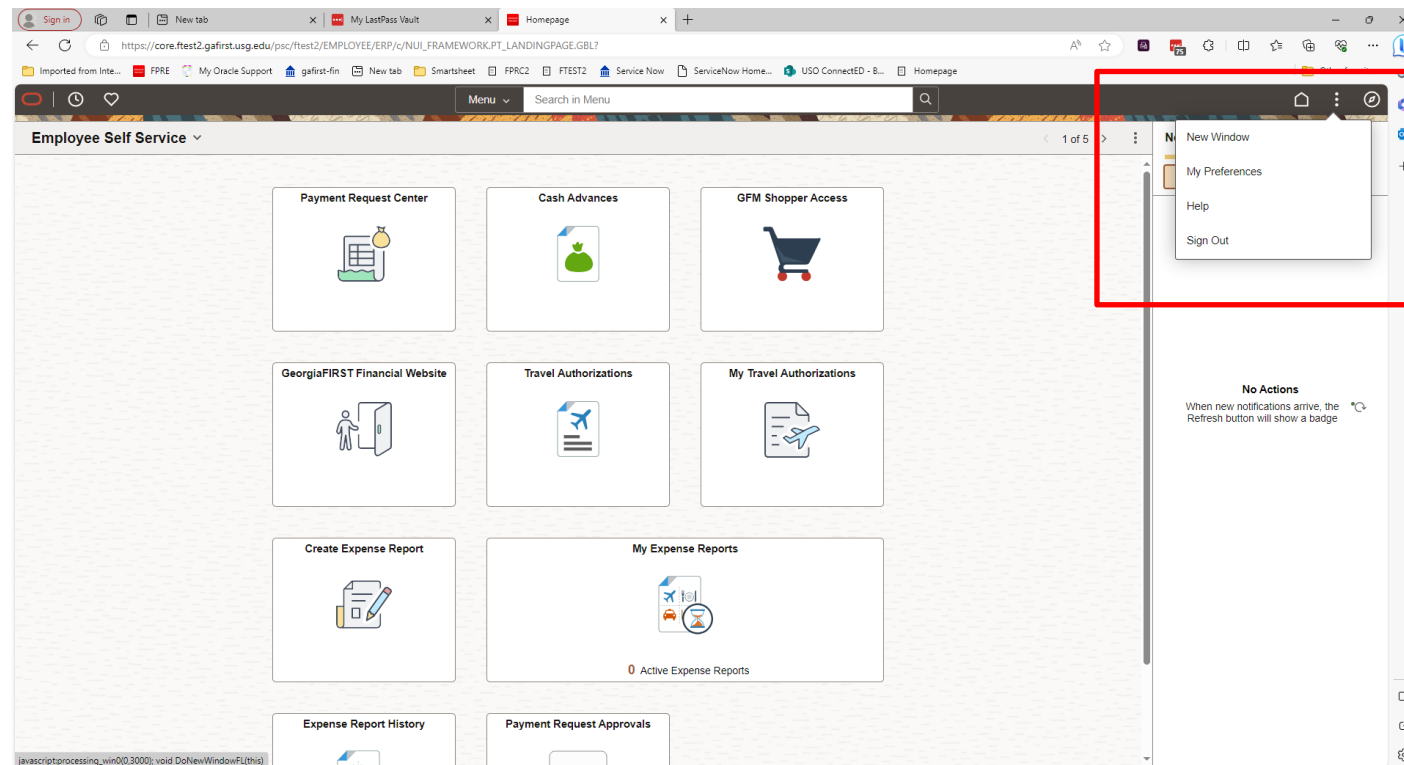 Sign in
New tab
My LastPass Vault
Homepage
https://core.ftest2.gafirst.usg.edu/psc/ftest2/EMPLOYEE/ERP/c/NUI_FRAMEWORK.PT_LANDINGPAGE.GBL?
75
Imported from Inte...
FPRE
My Oracle Support
gafirst-fin
New tab
Smartsheet
FPRC2
FTEST2
Service Now
ServiceNow Home...
USO ConnectED - B...
Homepage
Menu
Search in Menu
Employee Self Service
1 of 5
New Window
My Preferences
Help
Sign Out
Payment Request Center
Cash Advances
GFM Shopper Access
GeorgiaFIRST Financial Website
Travel Authorizations
My Travel Authorizations
No Actions
When new notifications arrive, the
Refresh button will show a badge
Create Expense Report
My Expense Reports
0 Active Expense Reports
Expense Report History
Payment Request Approvals
javascript:processing_win0(0,3000); void DoNewWindowFL(this)